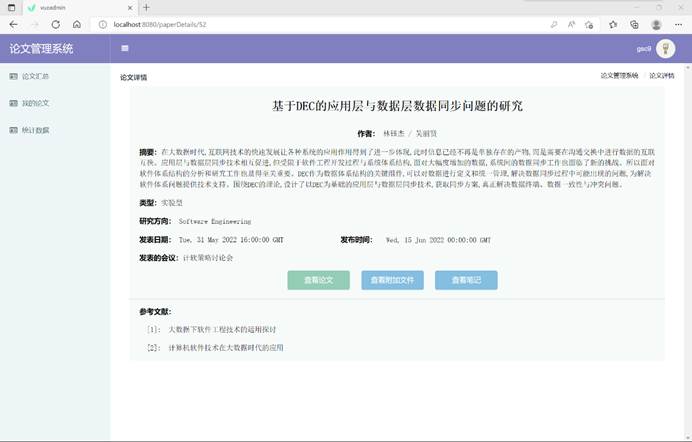 vueadmin
localhost:8080/paperDetails/52
论文管理系统
gsc9
论文汇总
我的论文
统计数据
论文详情
论文管理系统 / 论文详情
基于DEC的应用层与数据层数据同步问题的研究
作者： 林钰杰 / 吴丽贤
摘要：在大数据时代,互联网技术的快速发展让各种系统的应用作用得到了进一步体现,此时信息已经不再是单独存在的产物,而是需要在沟通交换中进行数据的互联
互换。应用层与数据层同步技术相互促进,但受限于软件工程开发过程与系统体系结构,面对大幅度增加的数据,系统间的数据同步工作也面临了新的挑战。所以面对
软件体系结构的分析和研究工作也显得至关重要。DEC作为数据体系结构的关键组件,可以对数据进行定义和统一管理,解决数据同步过程中可能出现的问题,为解决
软件体系问题提供技术支持。围绕DEC的理论,设计了以DEC为基础的应用层与数据层同步技术,获取同步方案,真正解决数据终端、数据一致性与冲突问题。
类型：实验型
研究方向： Software Engineering
发表日期： Tue, 31 May 2022 16:00:00 GMT 发布时间： Wed, 15 Jun 2022 00:00:00 GMT
发表的会议：计软策略讨论会
查看论文 查看附加文件 查看笔记
参考文献：
[1]: 大数据下软件工程技术的运用探讨
[2]: 计算机软件技术在大数据时代的应用